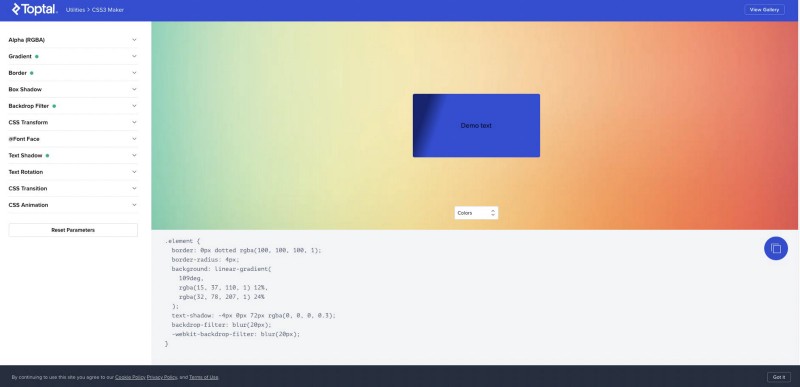 Toptal. Utilities > CSS3 Maker
View Gallery
Alpha (RGBA)
Gradient
Border
Box Shadow
Backdrop Filter
CSS Transform
@Font Face
Text Shadow
Text Rotation
CSS Transition
CSS Animation
Reset Parameters
Demo text
Colors
.element {
border: 0px dotted rgba(100, 100, 100, 1);
border-radius: 4px;
background: linear-gradient(
109deg,
rgba(15, 37, 110, 1) 12%,
rgba(32, 78, 207, 1) 24%
);
text-shadow: -4px 0px 72px rgba(0, 0, 0, 0.3);
backdrop-filter: blur(20px);
-webkit-backdrop-filter: blur(20px);
}
By continuing to use this site you agree to our Cookie Policy Privacy Policy, and Terms of Use.
Got it